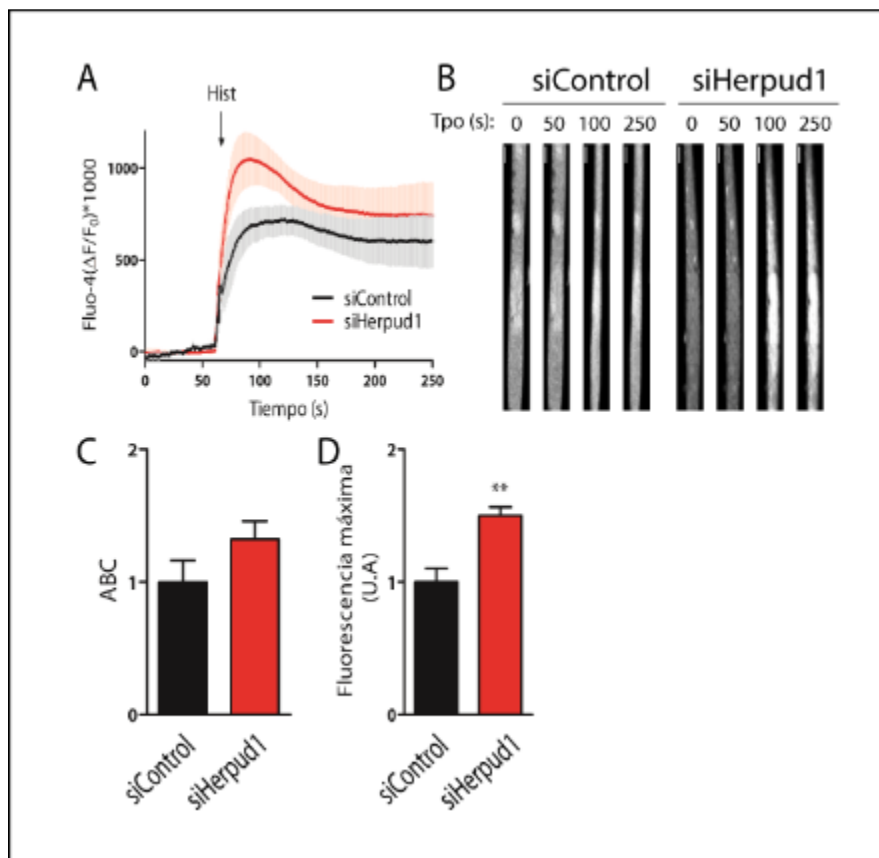 A
Hist
1000
500
0
Fluo-4(ΔF/F₀)*1000
siControl
siHerpud1
0 50 100 150 200 250
Tiempo (s)
B
siControl siHerpud1
Tpo (s): 0 50 100 250 0 50 100 250
C
2
1
0
ABC
siControl
siHerpud1
D
2
1
0
Fluorescencia máxima
(U.A)
**
siControl
siHerpud1